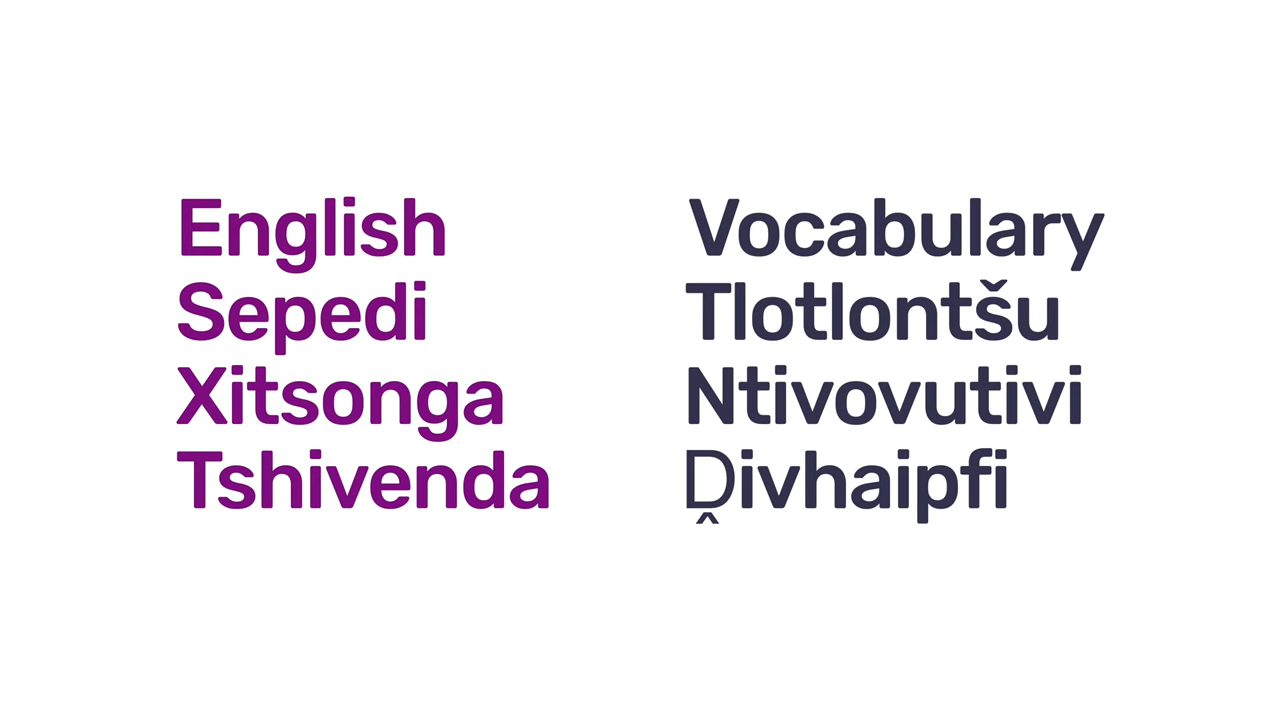 English Vocabulary
Sepedi Tlotlontšu
Xitsonga Ntivovutivi
Tshivenda Ḓivhaipfi